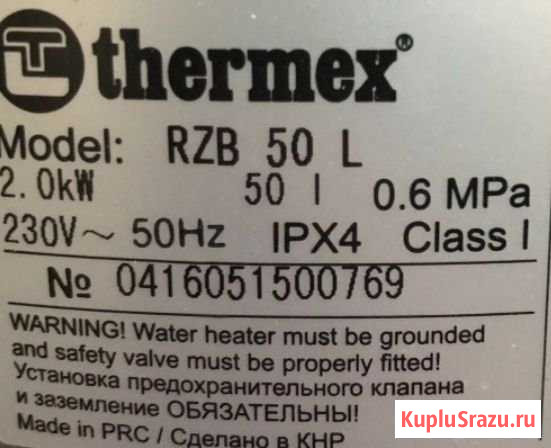 thermex®
Model: RZB 50 L
2.0kW 50 l 0.6 MPa
230V~ 50Hz IPX4 Class I
№ 0416051500769
WARNING! Water heater must be grounded
and safety valve must be properly fitted!
Установка предохранительного клапана
и заземление ОБЯЗАТЕЛЬНЫ!
Made in PRC / Сделано в КНР
KupluSrazu.ru